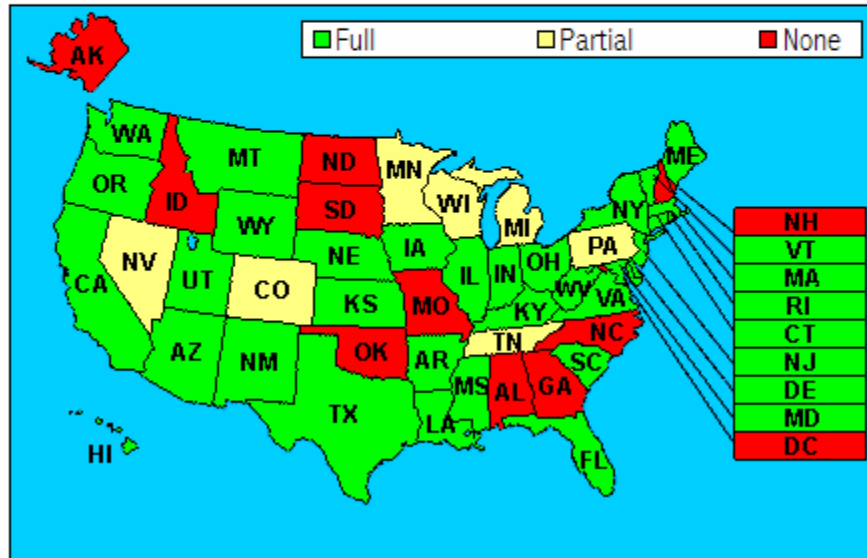 Full Partial None
AK
WA
MT
ND
MN
ME
OR
ID
SD
WI
MI
NY
WY
NH
VT
NV
NE
IA
PA
MA
CA
UT
CO
IL
IN
OH
WV
VA
RI
KS
MO
KY
CT
AZ
NM
OK
AR
TN
NC
NJ
SC
DE
TX
MS
AL
GA
MD
LA
DC
HI
FL